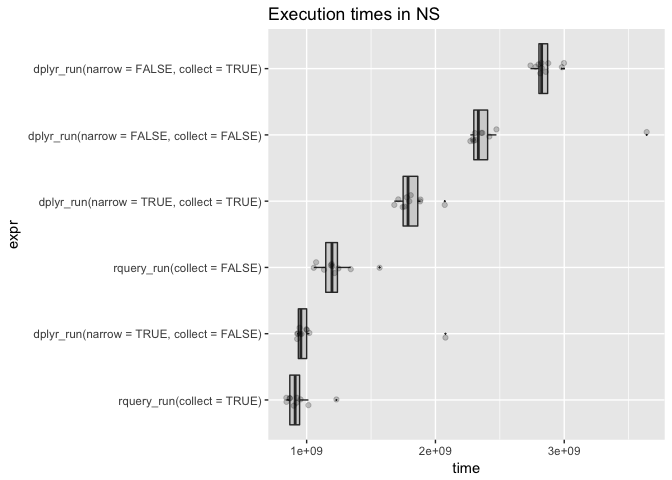 Execution times in NS
dplyr_run(narrow = FALSE, collect = TRUE)
dplyr_run(narrow = FALSE, collect = FALSE)
dplyr_run(narrow = TRUE, collect = TRUE)
expr
rquery_run(collect = FALSE)
dplyr_run(narrow = TRUE, collect = FALSE)
rquery_run(collect = TRUE)
1e+09 2e+09 3e+09
time